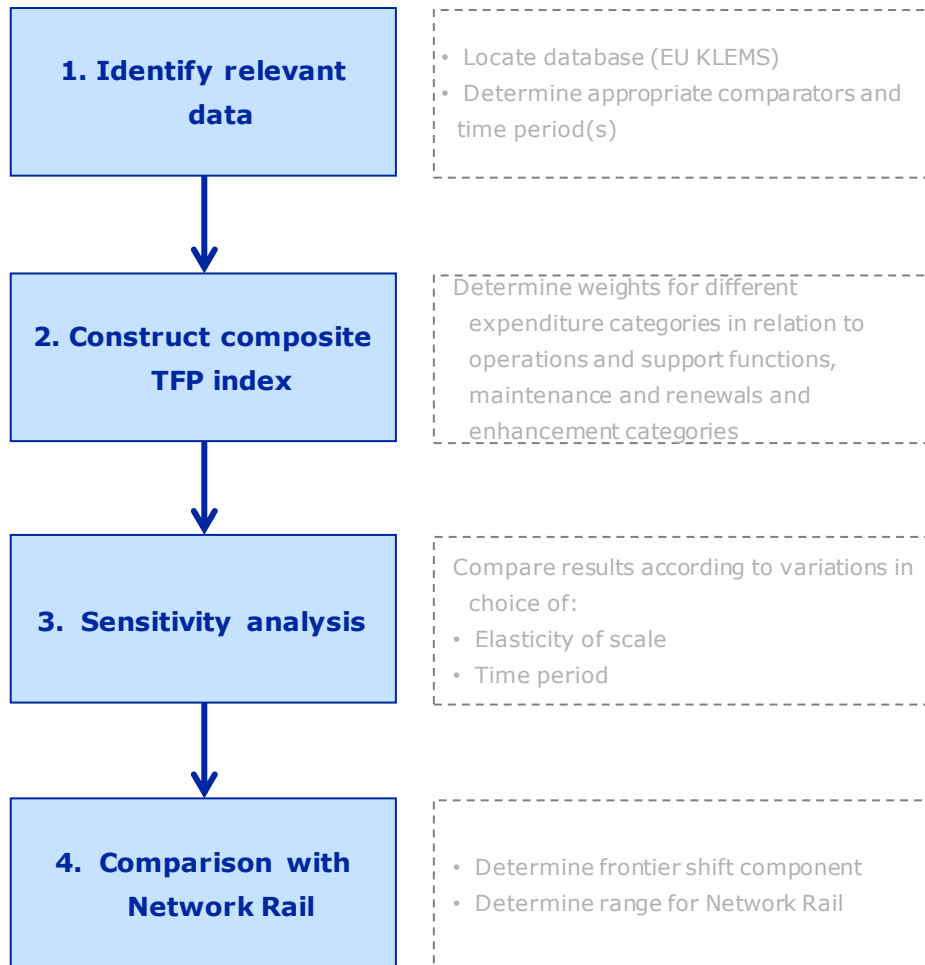 1. Identify relevant
data
• Locate database (EU KLEMS)
• Determine appropriate comparators and
time period(s)
2. Construct composite
TFP index
Determine weights for different
expenditure categories in relation to
operations and support functions,
maintenance and renewals and
enhancement categories
3. Sensitivity analysis
Compare results according to variations in
choice of:
• Elasticity of scale
• Time period
4. Comparison with
Network Rail
• Determine frontier shift component
• Determine range for Network Rail